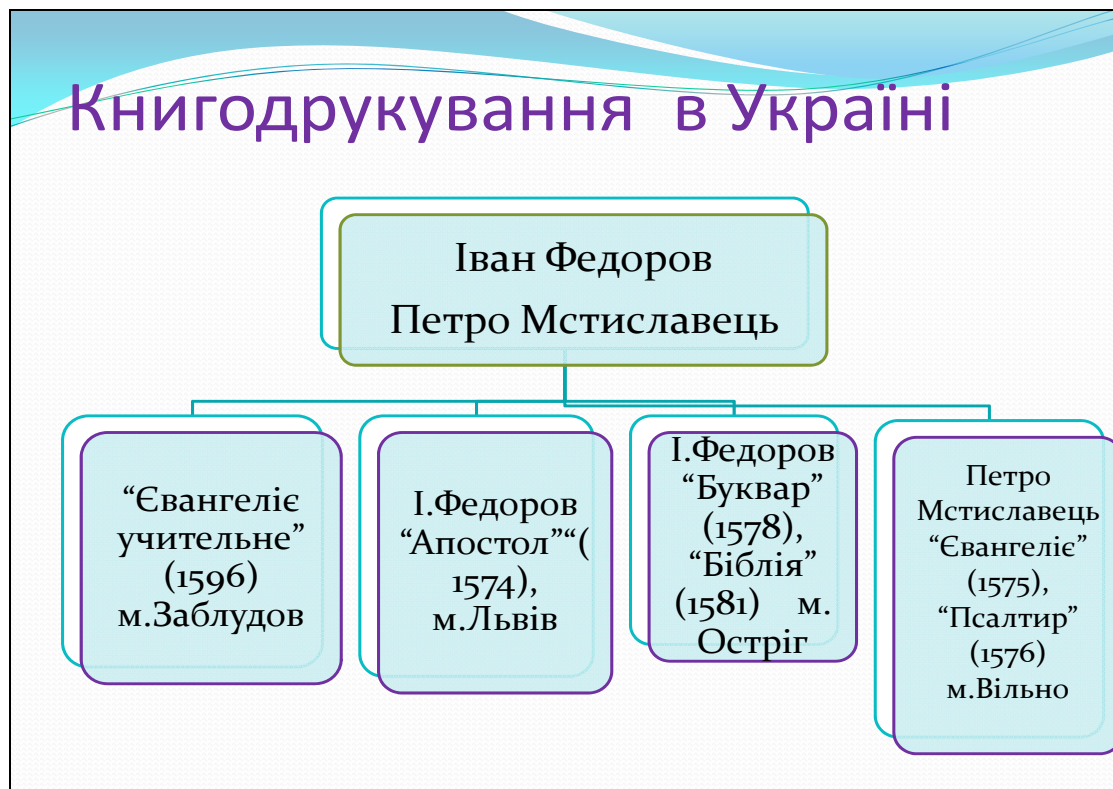 Книгодрукування в Україні
Іван Федоров
Петро Мстиславець
“Євангеліє
учительне”
(1596)
м.Заблудов
І.Федоров
“Апостол”“(
1574),
м.Львів
І.Федоров
“Буквар”
(1578),
“Біблія”
(1581) м.
Остріг
Петро
Мстиславець
“Євангеліє”
(1575),
“Псалтир”
(1576)
м.Вільно